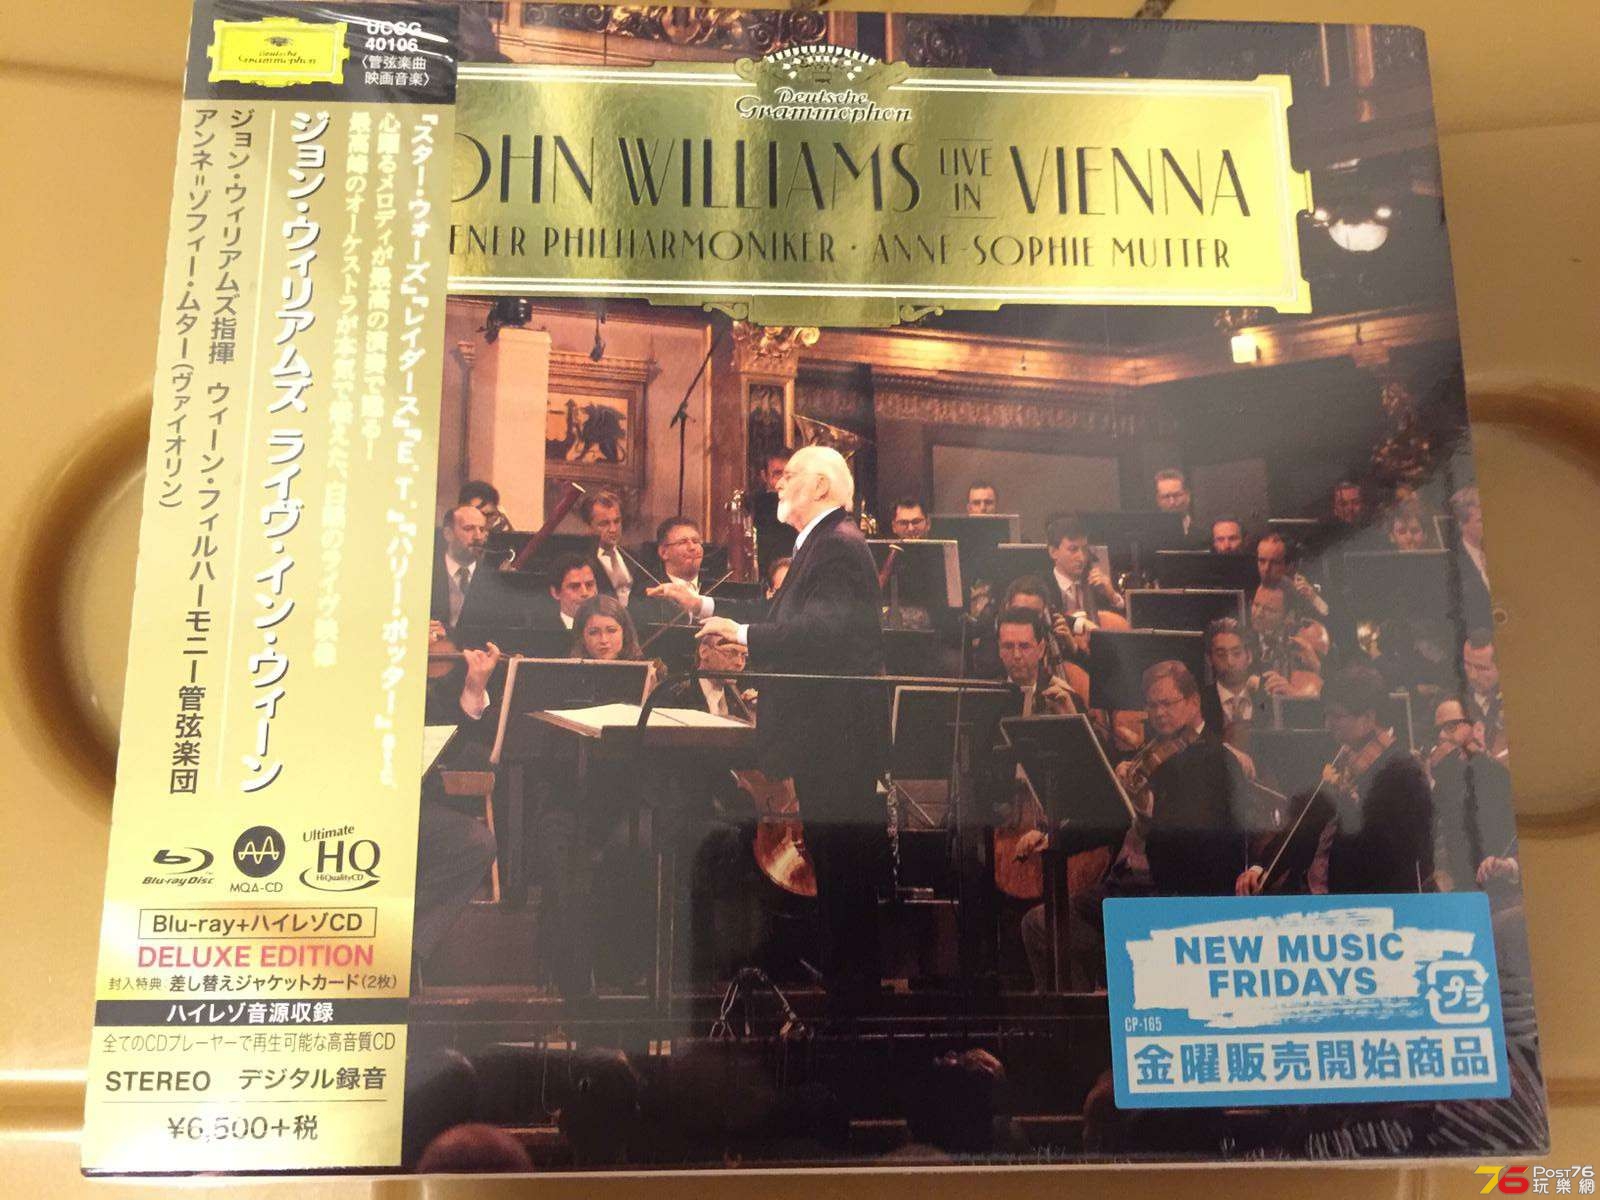 Deutsche
Grammophon
UCGG
40106
〈管弦楽曲
映画音楽〉
『スター・ウォーズ』『レイダース』『E.T.』『ハリー・ポッター』
心躍るメロディが最高の演奏で甦る―
最高峰のオーケストラが本気で
白熱のライヴ映像
ジョン・ウィリアムズ ライヴ・イン・ウィーン
ジョン・ウィリアムズ指揮 ウィーン・フィルハーモニー管弦楽団
アンネ=ゾフィー・ムター(ヴァイオリン)
Blu-ray Disc
MQA-CD
Ultimate
HQ
HiQualityCD
Blu-ray+ハイレゾCD
DELUXE EDITION
封入特典 差し替えジャケットカード(2枚)
ハイレゾ音源収録
全てのCDプレーヤーで再生可能な高音質CD
STEREO デジタル録音
¥6,500+税
Deutsche
Grammophon
OHN WILLIAMS LIVE IN VIENNA
ENER PHILHARMONIKER · ANNE-SOPHIE MUTTER
NEW MUSIC
FRIDAYS
プラ
CP-165
金曜販売開始商品
76 Post76
玩樂網